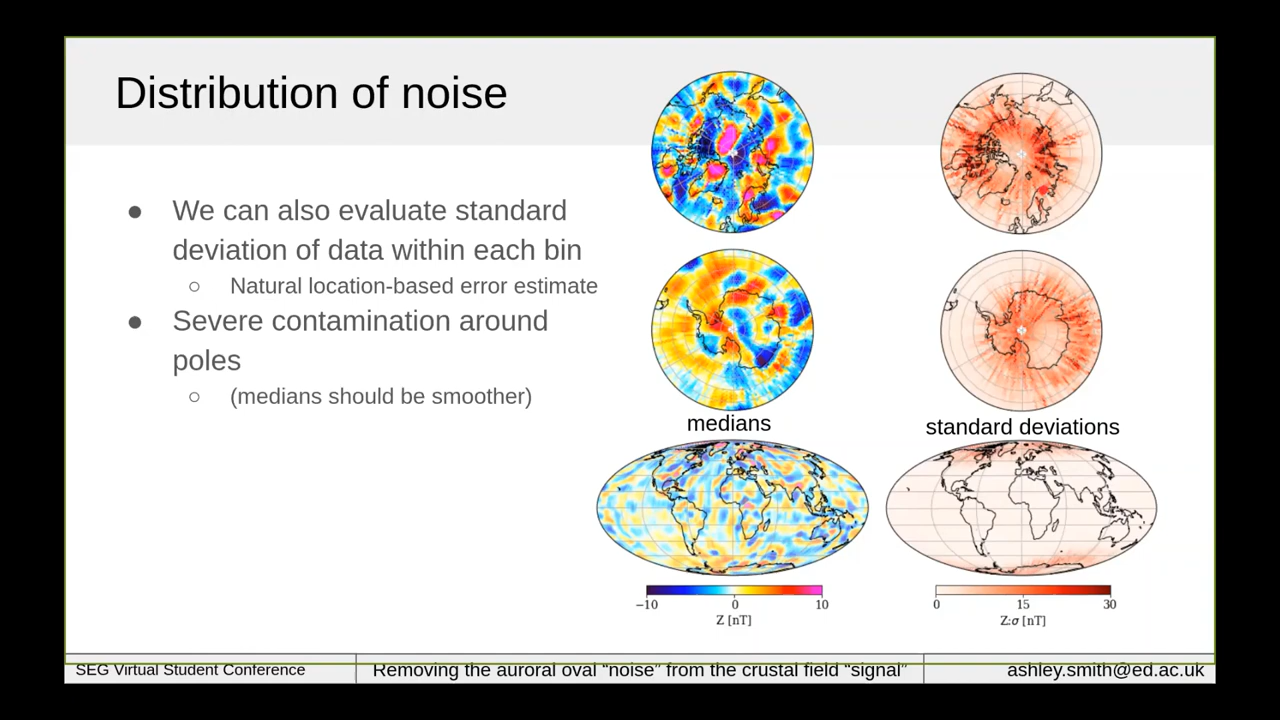 Distribution of noise
● We can also evaluate standard
deviation of data within each bin
○ Natural location-based error estimate
● Severe contamination around
poles
○ (medians should be smoother)
medians
standard deviations
−10 0 10
Z [nT]
0 15 30
Z:σ [nT]
SEG Virtual Student Conference
Removing the auroral oval “noise” from the crustal field “signal”
ashley.smith@ed.ac.uk